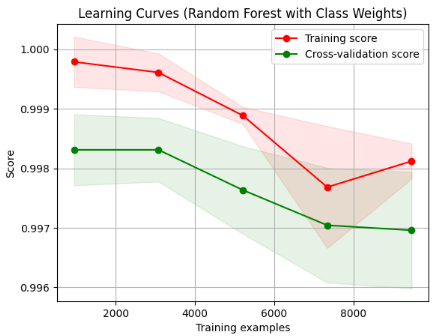 Learning Curves (Random Forest with Class Weights)
Training score
Cross-validation score
1.000
0.999
0.998
0.997
0.996
Score
2000
4000
6000
8000
Training examples